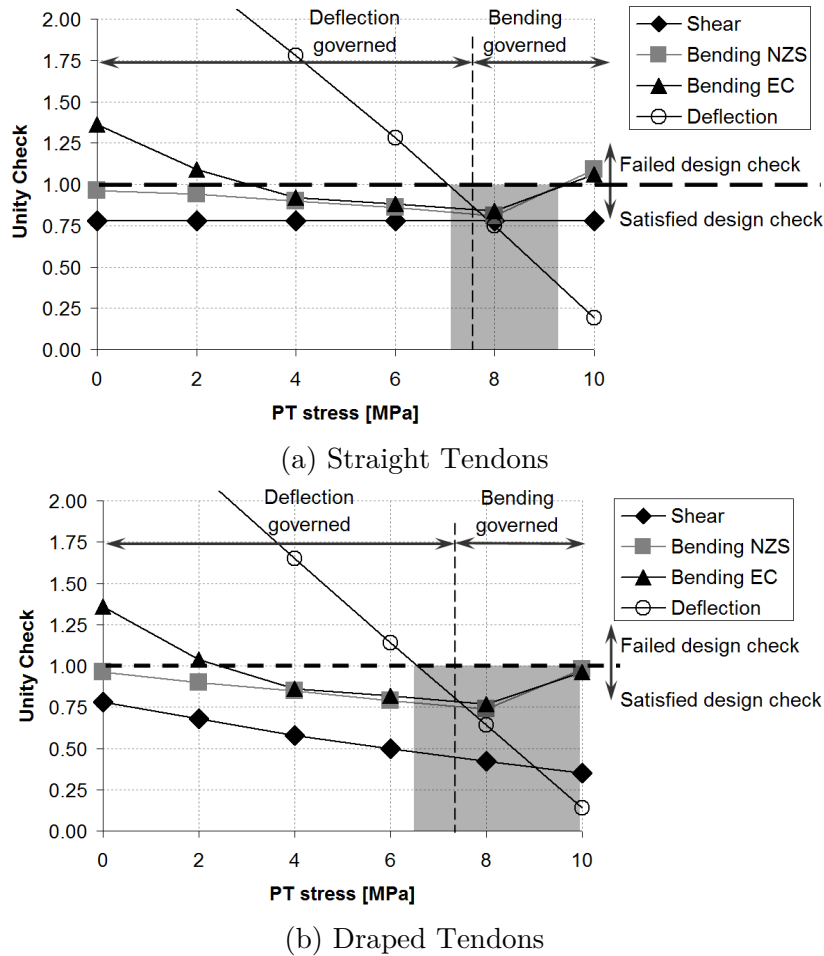 2.00
1.75
1.50
1.25
1.00
0.75
0.50
0.25
0.00
Unity Check
Deflection
governed
Bending
governed
Shear
Bending NZS
Bending EC
Deflection
Failed design check
Satisfied design check
0 2 4 6 8 10
PT stress [MPa]
(a) Straight Tendons
2.00
1.75
1.50
1.25
1.00
0.75
0.50
0.25
0.00
Unity Check
Deflection
governed
Bending
governed
Shear
Bending NZS
Bending EC
Deflection
Failed design check
Satisfied design check
0 2 4 6 8 10
PT stress [MPa]
(b) Draped Tendons